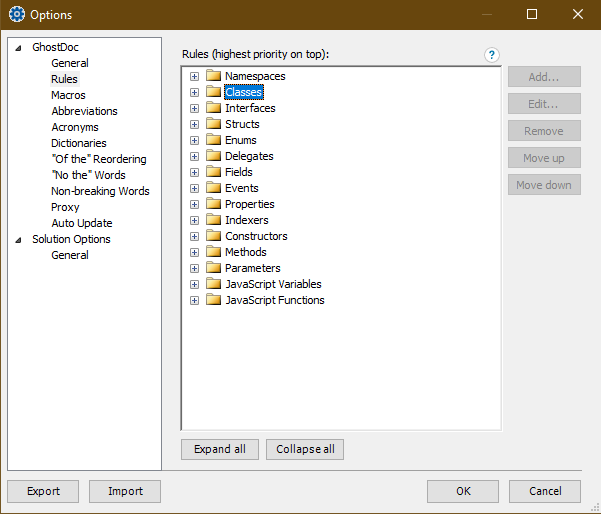 Options
GhostDoc
General
Rules
Macros
Abbreviations
Acronyms
Dictionaries
"Of the" Reordering
"No the" Words
Non-breaking Words
Proxy
Auto Update
Solution Options
General
Rules (highest priority on top):
?
Namespaces
Classes
Interfaces
Structs
Enums
Delegates
Fields
Events
Properties
Indexers
Constructors
Methods
Parameters
JavaScript Variables
JavaScript Functions
Add...
Edit...
Remove
Move up
Move down
Expand all
Collapse all
Export
Import
OK
Cancel